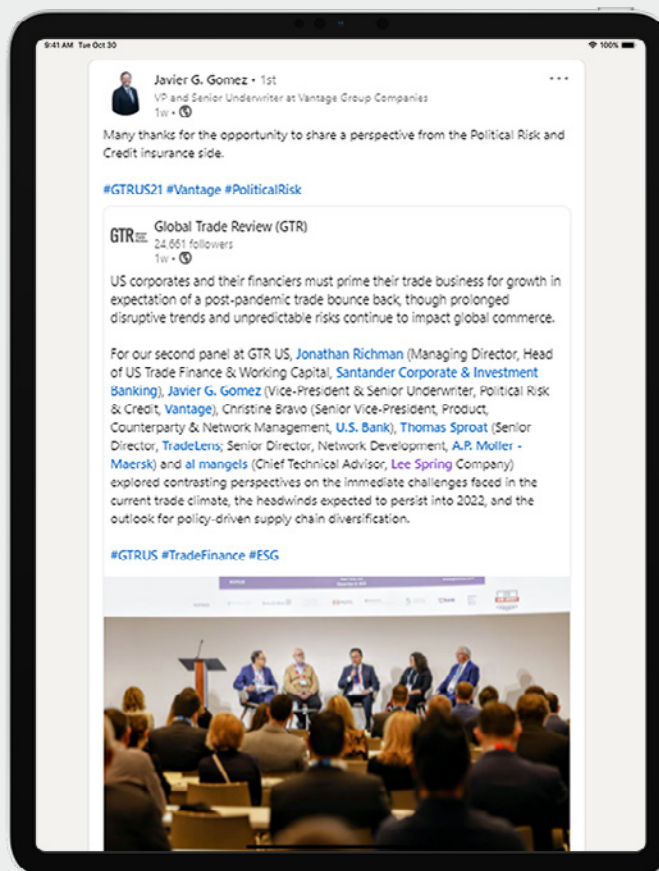 9:41 AM Tue Oct 30
100%
Javier G. Gomez • 1st
VP and Senior Underwriter at Vantage Group Companies
1w •
Many thanks for the opportunity to share a perspective from the Political Risk and
Credit insurance side.
#GTRUS21 #Vantage #PoliticalRisk
GTR
Global Trade Review (GTR)
24,661 followers
1w •
US corporates and their financiers must prime their trade business for growth in
expectation of a post-pandemic trade bounce back, though prolonged
disruptive trends and unpredictable risks continue to impact global commerce.
For our second panel at GTR US, Jonathan Richman (Managing Director, Head
of US Trade Finance & Working Capital, Santander Corporate & Investment
Banking), Javier G. Gomez (Vice-President & Senior Underwriter, Political Risk
& Credit, Vantage), Christine Bravo (Senior Vice-President, Product,
Counterparty & Network Management, U.S. Bank), Thomas Sproat (Senior
Director, TradeLens; Senior Director, Network Development, A.P. Moller -
Maersk) and al mangels (Chief Technical Advisor, Lee Spring Company)
explored contrasting perspectives on the immediate challenges faced in the
current trade climate, the headwinds expected to persist into 2022, and the
outlook for policy-driven supply chain diversification.
#GTRUS #TradeFinance #ESG